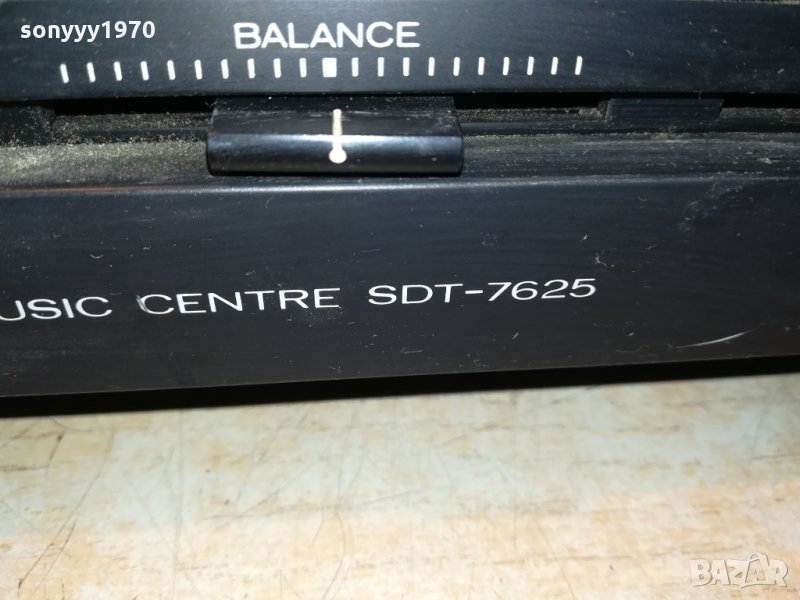 sonyyy1970
BALANCE
USIC CENTRE SDT-7625
BAZAR